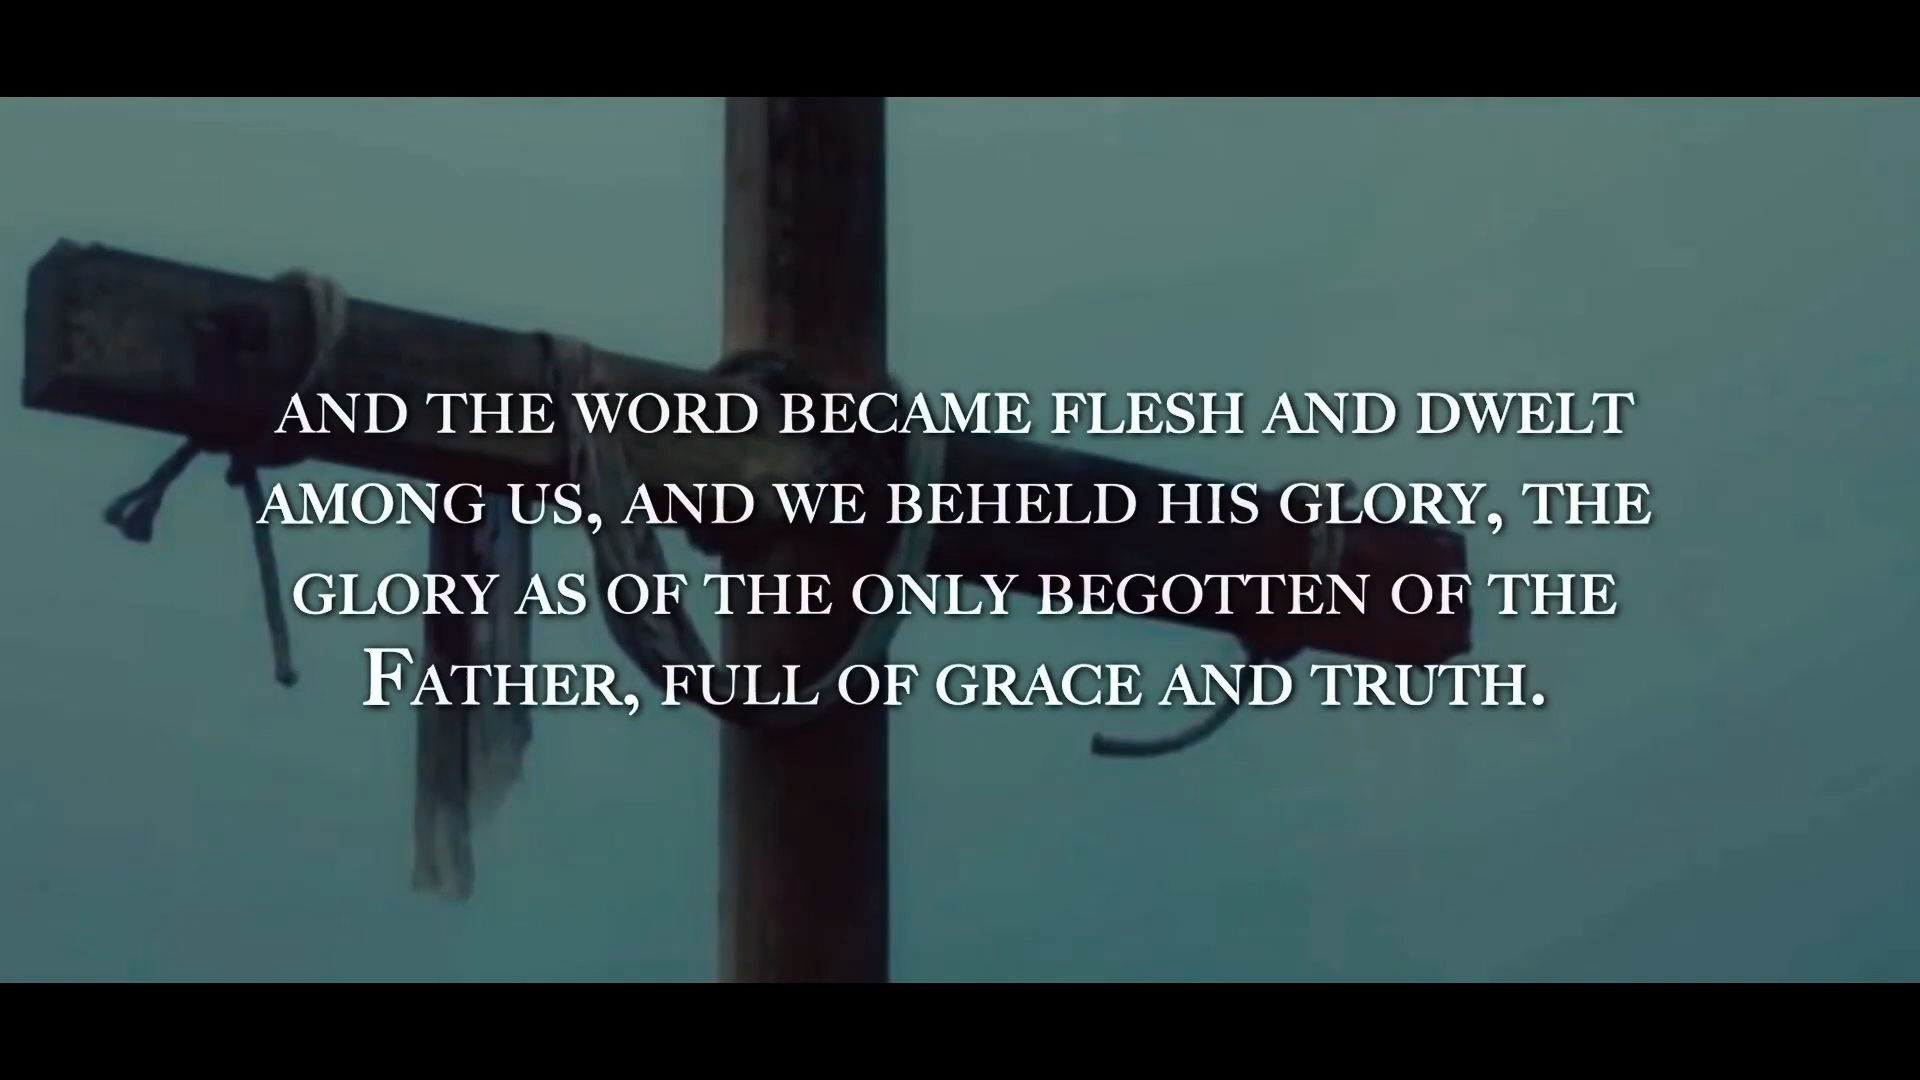 AND THE WORD BECAME FLESH AND DWELT
AMONG US, AND WE BEHELD HIS GLORY, THE
GLORY AS OF THE ONLY BEGOTTEN OF THE
FATHER, FULL OF GRACE AND TRUTH.